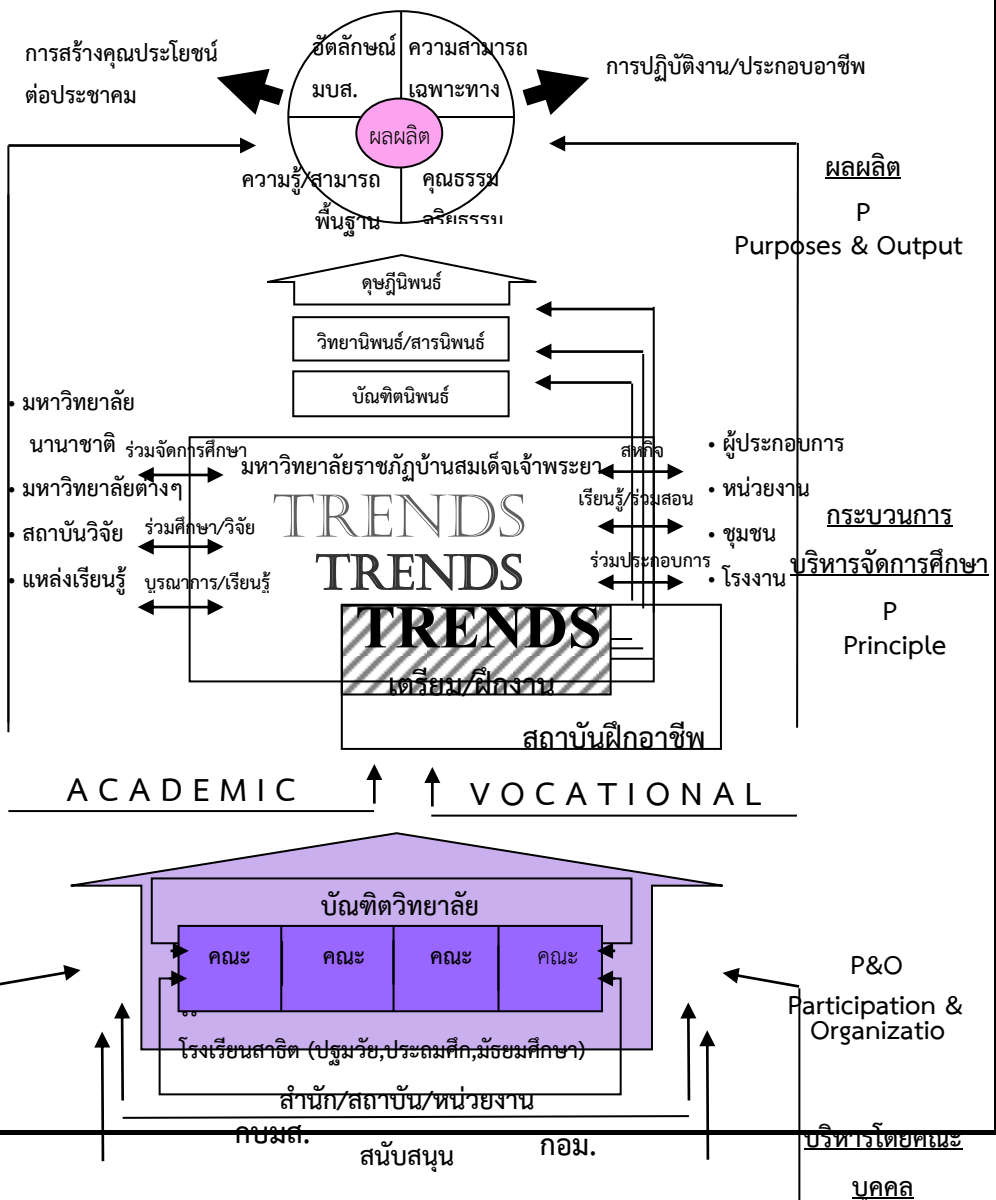 อัตลักษณ์
มบส.
ความสามารถ
เฉพาะทาง
การสร้างคุณประโยชน์
ต่อประชาคม
การปฏิบัติงาน/ประกอบอาชีพ
ผลผลิต
ความรู้/สามารถ
พื้นฐาน
คุณธรรม
จริยธรรม
ผลผลิต
P
Purposes & Output
ดุษฎีนิพนธ์
วิทยานิพนธ์/สารนิพนธ์
บัณฑิตนิพนธ์
• มหาวิทยาลัย
นานาชาติ
• มหาวิทยาลัยต่างๆ
• สถาบันวิจัย
• แหล่งเรียนรู้
ร่วมจัดการศึกษา
ร่วมศึกษา/วิจัย
บูรณาการ/เรียนรู้
มหาวิทยาลัยราชภัฏบ้านสมเด็จเจ้าพระยา
TRENDS
TRENDS
TRENDS
เตรียม/ฝึกงาน
สถาบันฝึกอาชีพ
สหกิจ
เรียนรู้/ร่วมสอน
ร่วมประกอบการ
• ผู้ประกอบการ
• หน่วยงาน
• ชุมชน
• โรงงาน
กระบวนการ
บริหารจัดการศึกษา
P
Principle
ACADEMIC
VOCATIONAL
บัณฑิตวิทยาลัย
คณะ คณะ คณะ คณะ
โรงเรียนสาธิต (ปฐมวัย,ประถมศึก,มัธยมศึกษา)
สำนัก/สถาบัน/หน่วยงาน
สนับสนุน
กบมส.
กอม.
P&O
Participation &
Organizatio
บริหารโดยคณะ
บุคคล